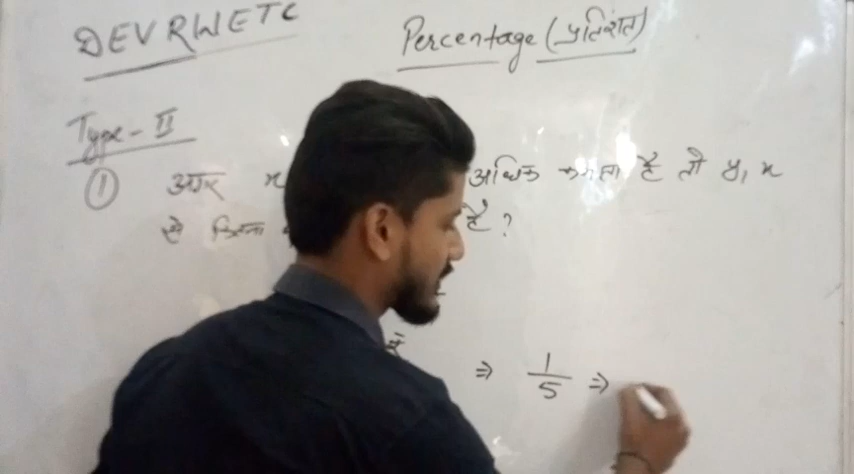 DEVRWETC
Percentage (प्रतिशत)
Type - II
① अगर x अधिक कमाता है तो y, x
से कितना है?
⇒ 1/5 ⇒